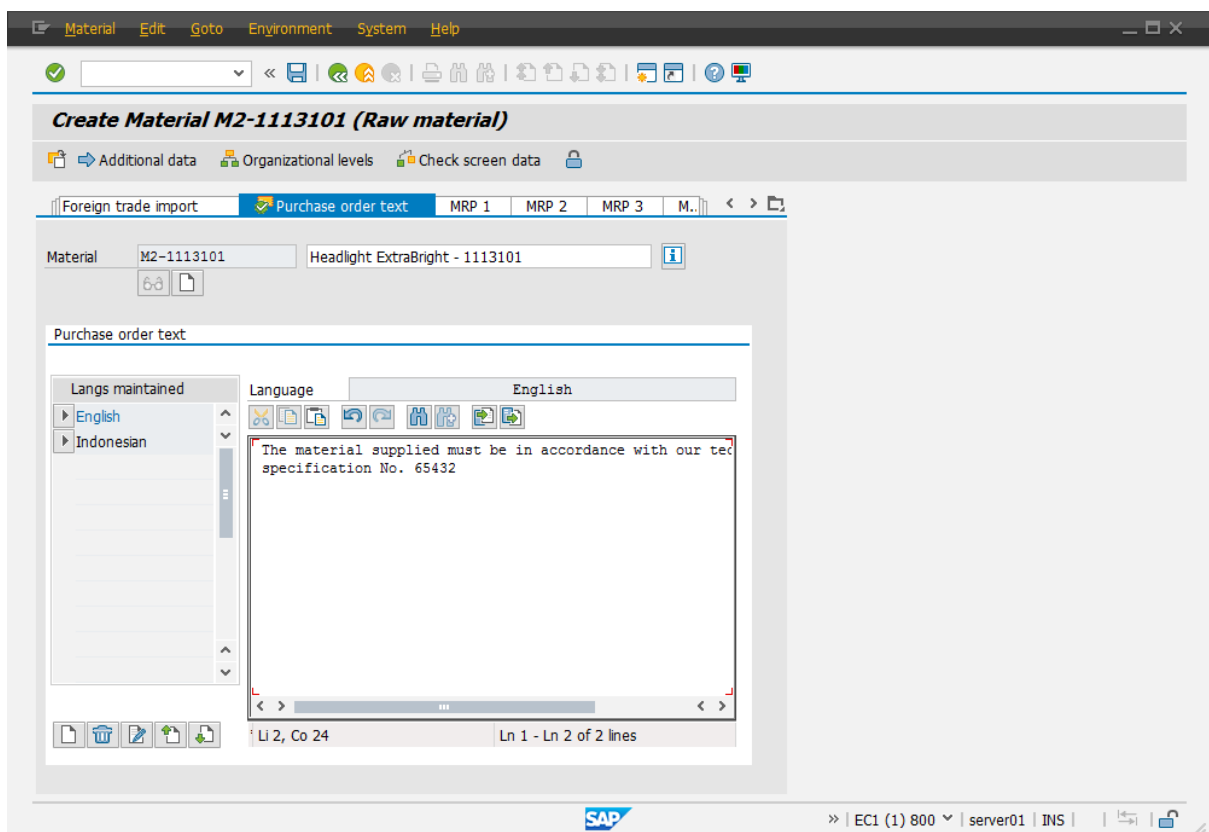 Material Edit Goto Environment System Help
Create Material M2-1113101 (Raw material)
Additional data Organizational levels Check screen data
Foreign trade import Purchase order text MRP 1 MRP 2 MRP 3 M..
Material M2-1113101 Headlight ExtraBright - 1113101
Purchase order text
Langs maintained Language English
English
Indonesian
The material supplied must be in accordance with our
specification No. 65432
Li 2, Co 24 Ln 1 - Ln 2 of 2 lines
SAP EC1 (1) 800 server01 INS